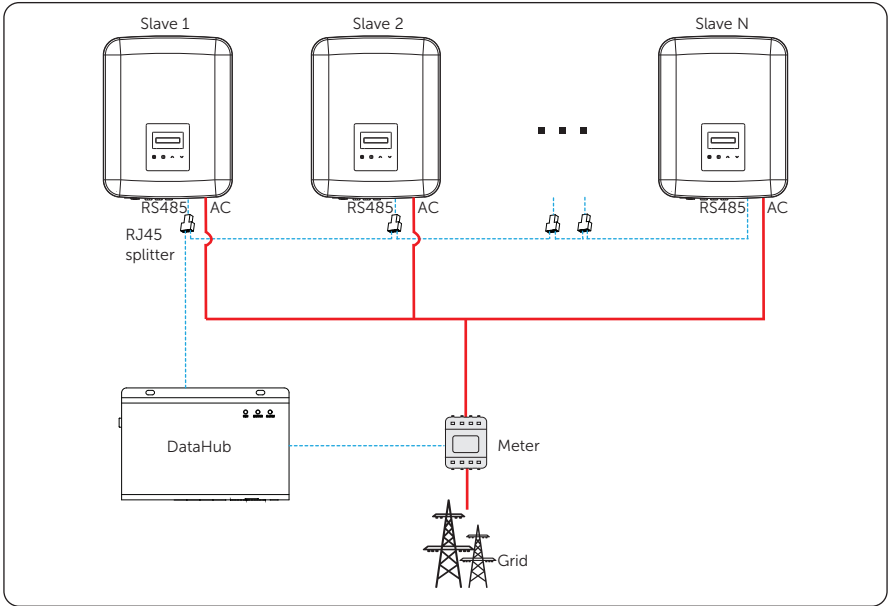 Slave 1
Slave 2
Slave N
RS485
AC
RS485
AC
RS485
AC
RJ45
splitter
DataHub
Meter
Grid